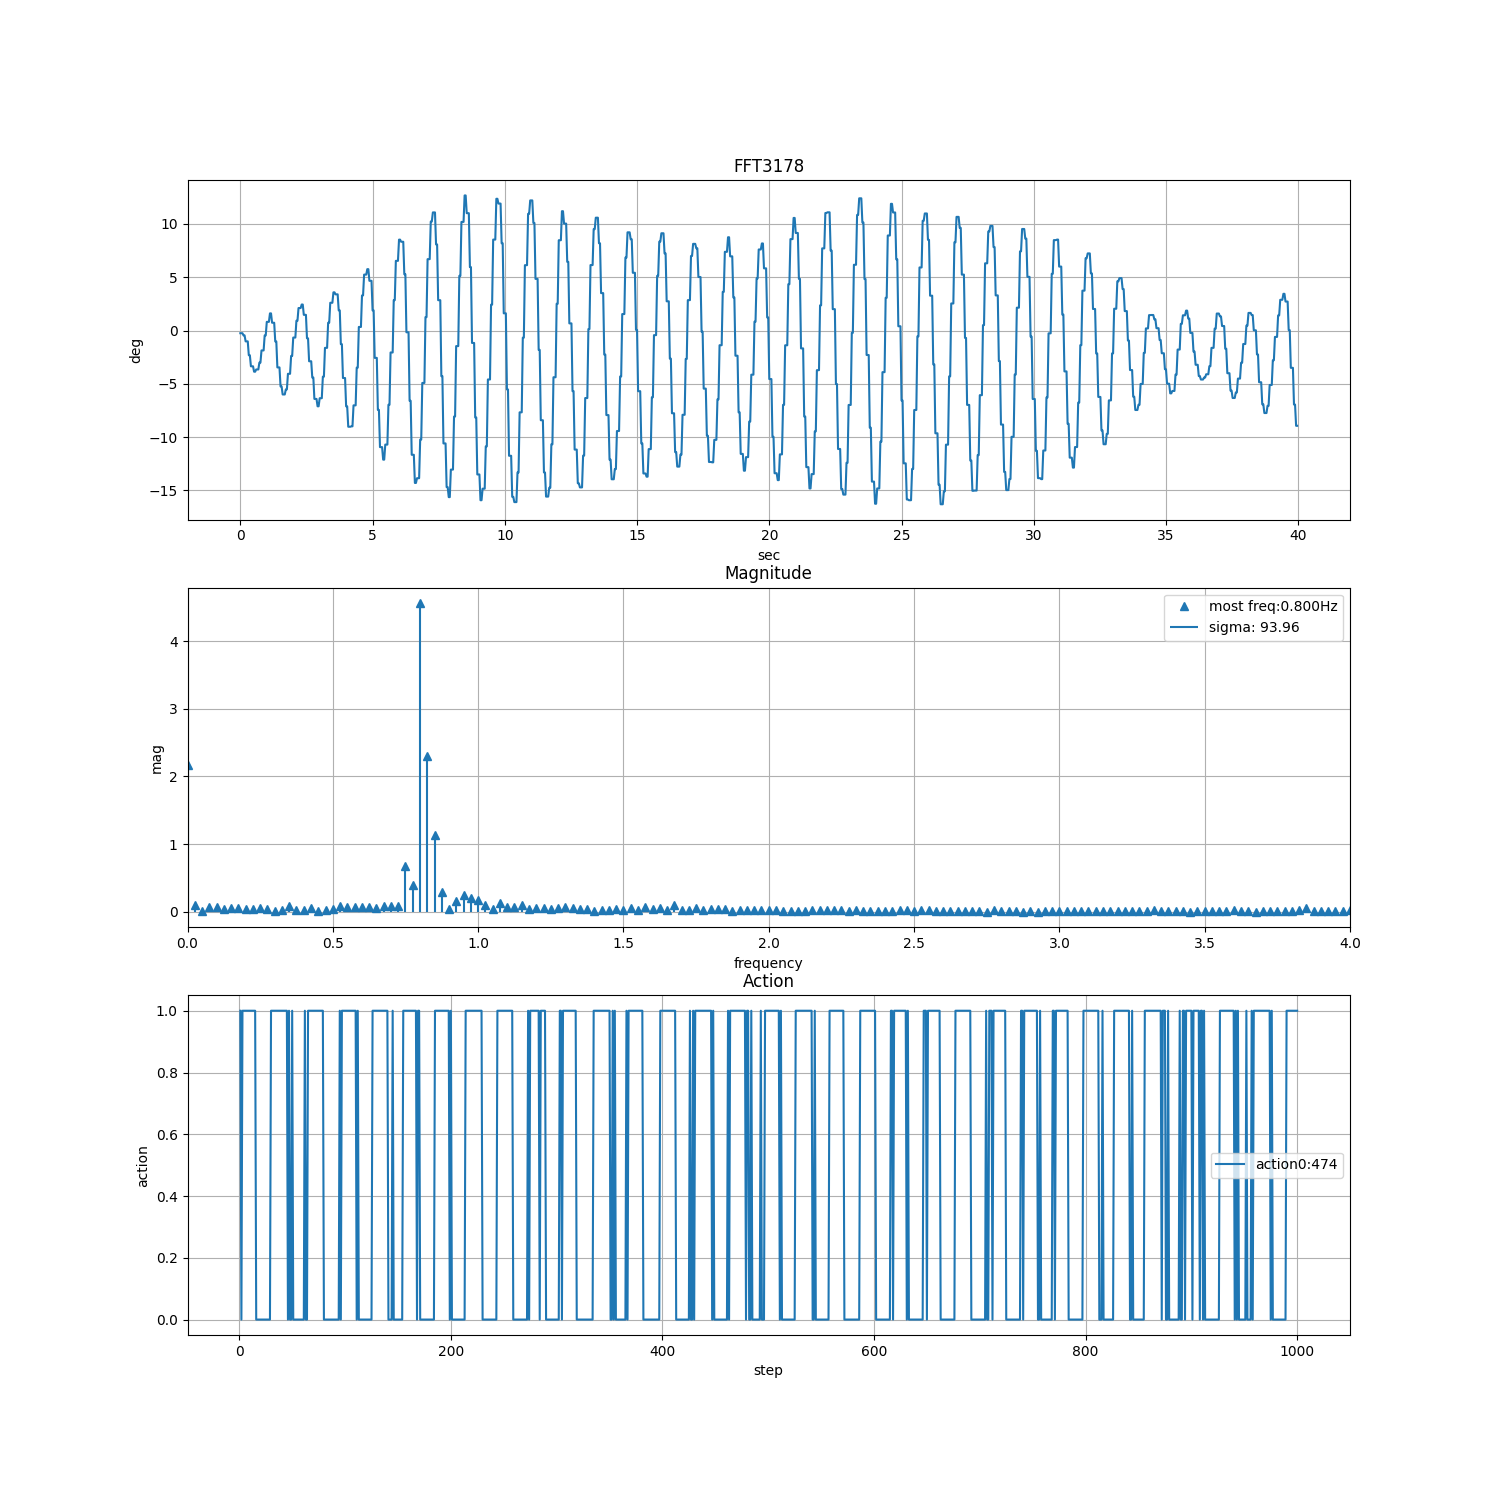 FFT3178
10
5
0
−5
−10
−15
deg
0 5 10 15 20 25 30 35 40
sec
Magnitude
most freq:0.800Hz
sigma: 93.96
4
3
2
1
0
mag
0.0 0.5 1.0 1.5 2.0 2.5 3.0 3.5 4.0
frequency
Action
1.0
0.8
0.6
0.4
0.2
0.0
action
action0:474
0 200 400 600 800 1000
step